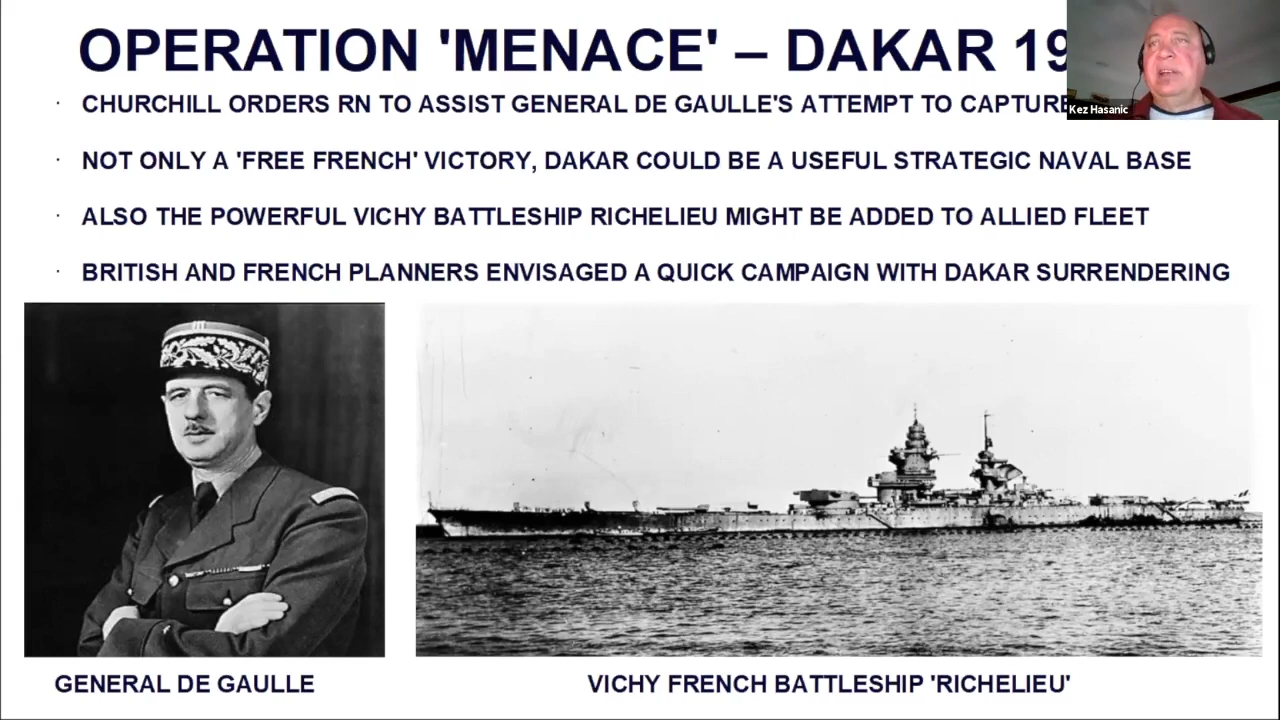 OPERATION 'MENACE' – DAKAR 19
· CHURCHILL ORDERS RN TO ASSIST GENERAL DE GAULLE'S ATTEMPT TO CAPTURE
Kez Hasanic
· NOT ONLY A 'FREE FRENCH' VICTORY, DAKAR COULD BE A USEFUL STRATEGIC NAVAL BASE
· ALSO THE POWERFUL VICHY BATTLESHIP RICHELIEU MIGHT BE ADDED TO ALLIED FLEET
· BRITISH AND FRENCH PLANNERS ENVISAGED A QUICK CAMPAIGN WITH DAKAR SURRENDERING
GENERAL DE GAULLE
VICHY FRENCH BATTLESHIP 'RICHELIEU'